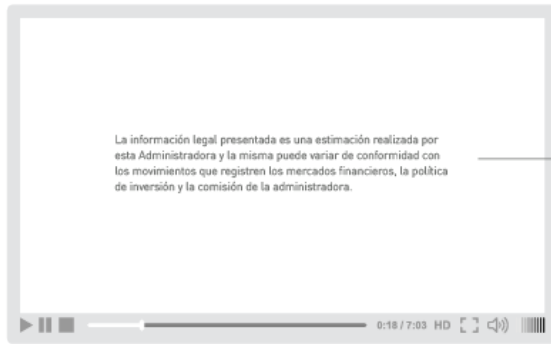 La información legal presentada es una estimación realizada por
esta Administradora y la misma puede variar de conformidad con
los movimientos que registren los mercados financieros, la política
de inversión y la comisión de la administradora.
0:18 / 7:03 HD